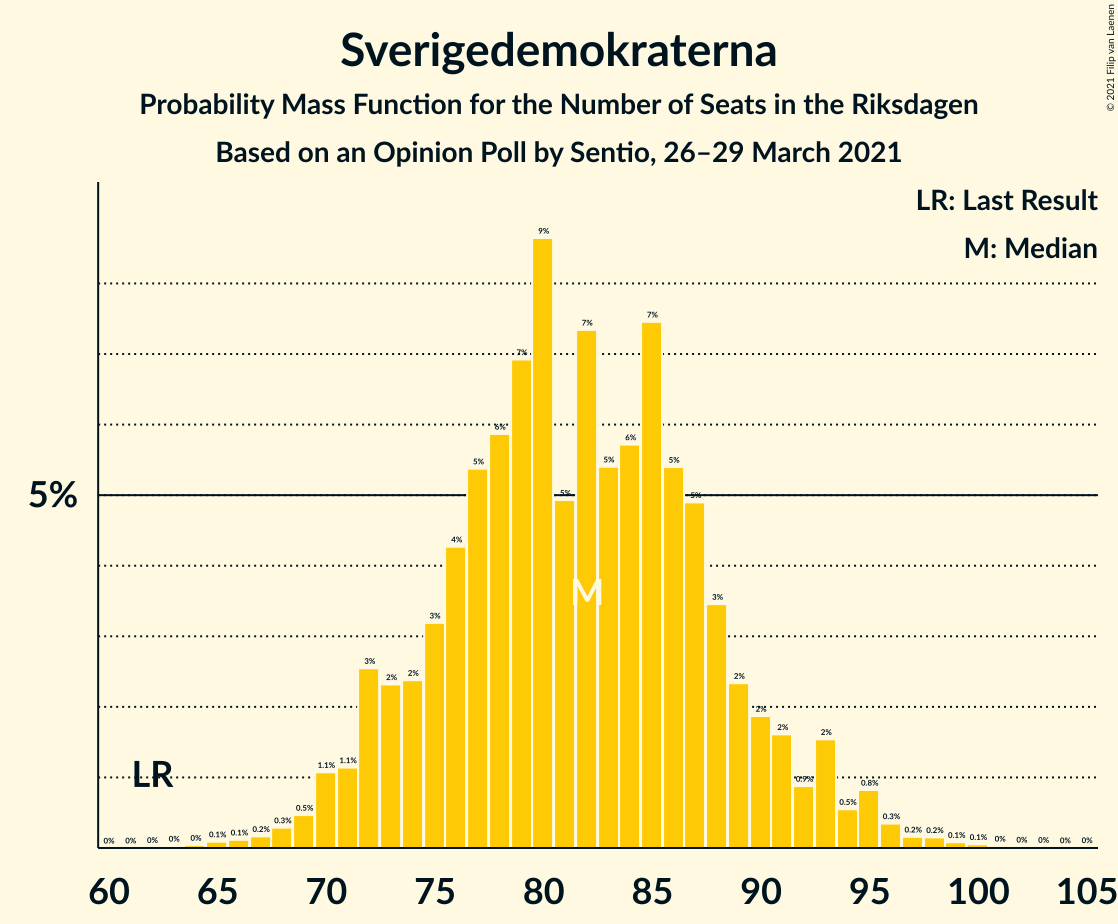 Sverigedemokraterna
Probability Mass Function for the Number of Seats in the Riksdagen
Based on an Opinion Poll by Sentio, 26–29 March 2021
© 2021 Filip van Laenen
LR: Last Result
M: Median
5%
LR
M
0% 0% 0% 0% 0% 0.1% 0.1% 0.2% 0.3% 0.5% 1.1% 1.1% 3% 2% 2% 3% 4% 5% 6% 7% 9% 5% 7% 5% 6% 7% 5% 5% 3% 2% 2% 2% 0.9% 2% 0.5% 0.8% 0.3% 0.2% 0.2% 0.1% 0.1% 0% 0% 0% 0% 0%
60 65 70 75 80 85 90 95 100 105